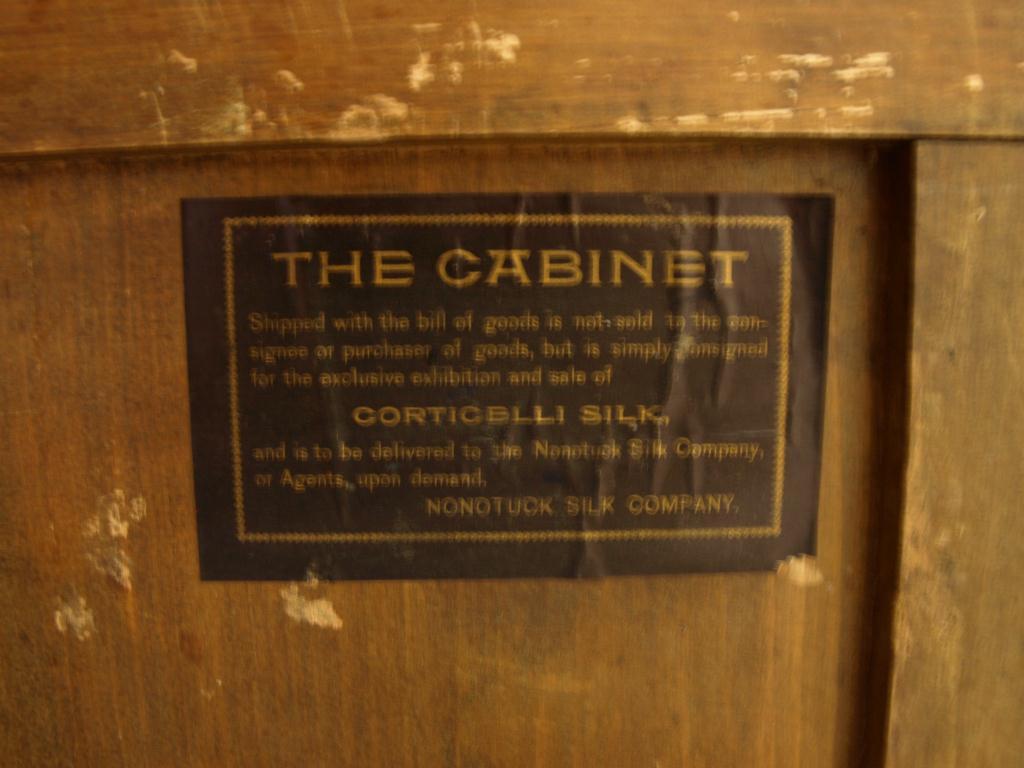 THE CABINET
Shipped with the bill of goods is not sold to the con-
signee or purchaser of goods, but is simply consigned
for the exclusive exhibition and sale of
CORTICELLI SILK,
and is to be delivered to the Nonotuck Silk Company,
or Agents, upon demand,
NONOTUCK SILK COMPANY,